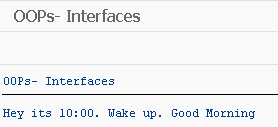 OOPs- Interfaces
OOPs- Interfaces
Hey its 10:00. Wake up. Good Morning